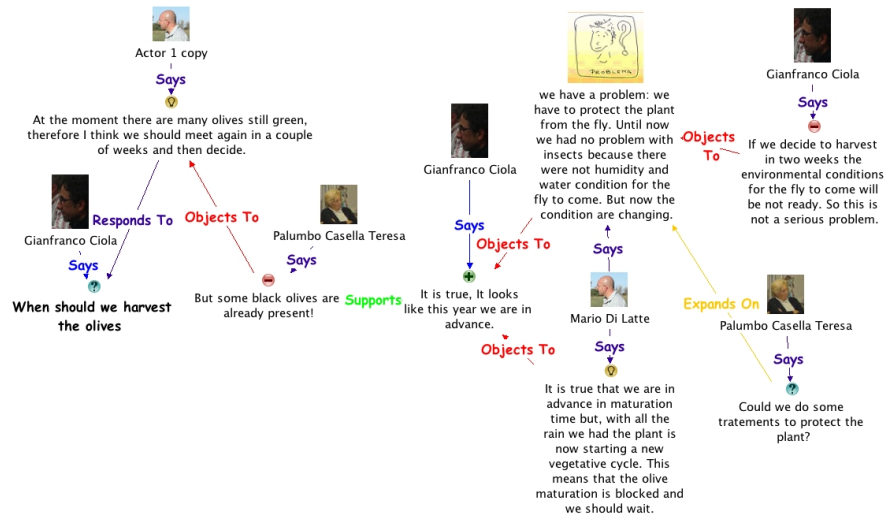 Actor 1 copy
Says
At the moment there are many olives still green,
therefore I think we should meet again in a couple
of weeks and then decide.
Responds To
Objects To
Gianfranco Ciola
Says
When should we harvest
the olives
Palumbo Casella Teresa
Says
But some black olives are
already present!
Supports
Gianfranco Ciola
Says
It is true, It looks
like this year we are in
advance.
Objects To
Objects To
PROBLEMS
we have a problem: we
have to protect the plant
from the fly. Until now
we had no problem with
insects because there
were not humidity and
water condition for the
fly to come. But now the
condition are changing.
Says
Mario Di Latte
Says
It is true that we are in
advance in maturation
time but, with all the
rain we had the plant is
now starting a new
vegetative cycle. This
means that the olive
maturation is blocked and
we should wait.
Objects
To
Gianfranco Ciola
Says
If we decide to harvest
in two weeks the
environmental conditions
for the fly to come will
be not ready. So this is
not a serious problem.
Expands On
Palumbo Casella Teresa
Says
Could we do some
tratements to protect the
plant?